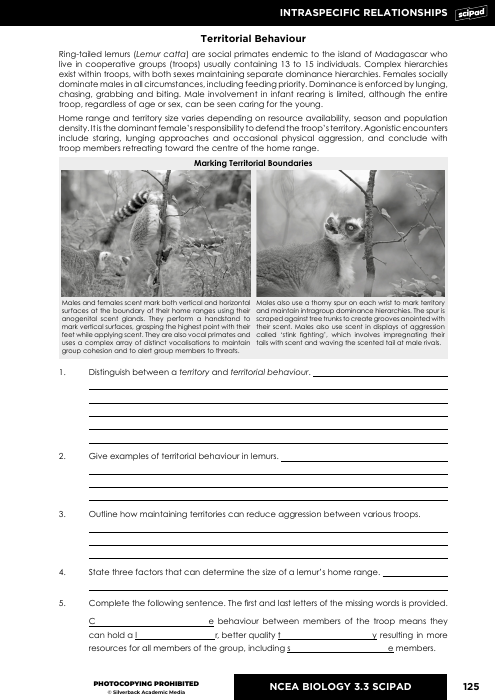 INTRASPECIFIC RELATIONSHIPS scipad
Territorial Behaviour
Ring-tailed lemurs (Lemur catta) are social primates endemic to the island of Madagascar who
live in cooperative groups (troops) usually containing 13 to 15 individuals. Complex hierarchies
exist within troops, with both sexes maintaining separate dominance hierarchies. Females socially
dominate males in all circumstances, including feeding priority. Dominance is enforced by lunging,
chasing, grabbing and biting. Male involvement in infant rearing is limited, although the entire
troop, regardless of age or sex, can be seen caring for the young.
Home range and territory size varies depending on resource availability, season and population
density. It is the dominant female's responsibility to defend the troop's territory. Agonistic encounters
include staring, lunging approaches and occasional physical aggression, and conclude with
troop members retreating toward the centre of the home range.
Marking Territorial Boundaries
Males and females scent mark both vertical and horizontal
surfaces at the boundary of their home ranges using their
anogenital scent glands. They perform a handstand to
mark vertical surfaces, grasping the highest point with their
feet while applying scent. They are also vocal primates and
uses a complex array of distinct vocalisations to maintain
group cohesion and to alert group members to threats.
Males also use a thorny spur on each wrist to mark territory
and maintain intragroup dominance hierarchies. The spur is
scraped against tree trunks to create grooves anointed with
their scent. Males also use scent in displays of aggression
called 'stink fighting', which involves impregnating their
tails with scent and waving the scented tail at male rivals.
1. Distinguish between a territory and territorial behaviour.
2. Give examples of territorial behaviour in lemurs.
3. Outline how maintaining territories can reduce aggression between various troops.
4. State three factors that can determine the size of a lemur's home range.
5. Complete the following sentence. The first and last letters of the missing words is provided.
C e behaviour between members of the troop means they
can hold a l r, better quality t y resulting in more
resources for all members of the group, including s e members.
PHOTOCOPYING PROHIBITED
© Silverback Academic Media
NCEA BIOLOGY 3.3 SCIPAD
125